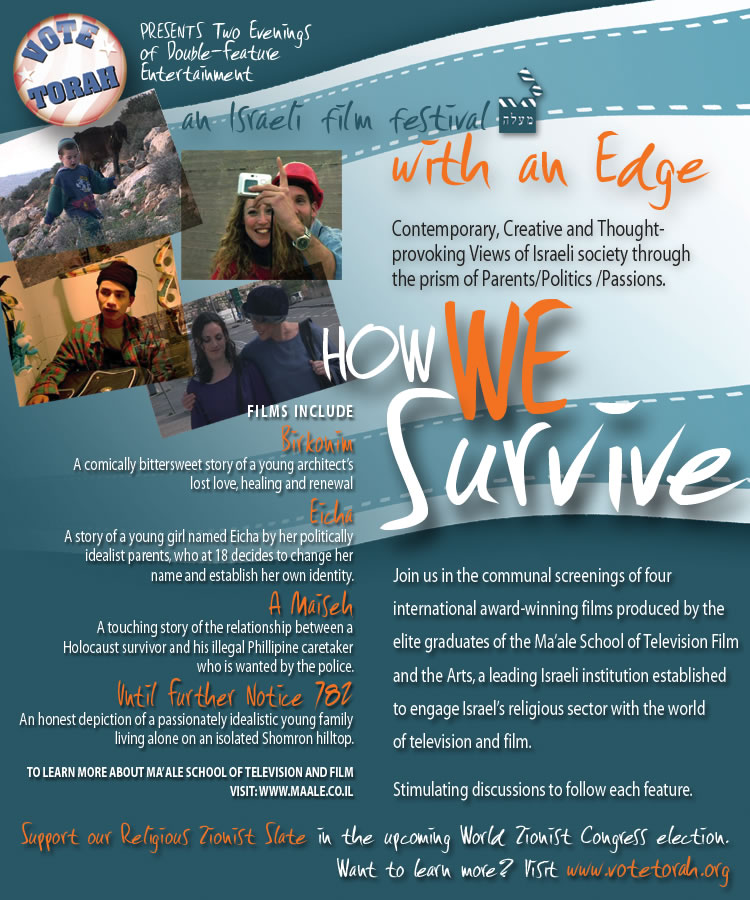 VOTE
TORAH
PRESENTS Two Evenings
of Double-feature
Entertainment
an Israeli film festival
מעלה
with an Edge
Contemporary, Creative and Thought-
provoking Views of Israeli society through
the prism of Parents/Politics /Passions.
HOW WE
Survive
FILMS INCLUDE
Birkonim
A comically bittersweet story of a young architect's
lost love, healing and renewal
Eicha
A story of a young girl named Eicha by her politically
idealist parents, who at 18 decides to change her
name and establish her own identity.
A Maiseh
A touching story of the relationship between a
Holocaust survivor and his illegal Phillipine caretaker
who is wanted by the police.
Until Further Notice 782
An honest depiction of a passionately idealistic young family
living alone on an isolated Shomron hilltop.
TO LEARN MORE ABOUT MA'ALE SCHOOL OF TELEVISION AND FILM
VISIT: WWW.MAALE.CO.IL
Join us in the communal screenings of four
international award-winning films produced by the
elite graduates of the Ma'ale School of Television Film
and the Arts, a leading Israeli institution established
to engage Israel's religious sector with the world
of television and film.
Stimulating discussions to follow each feature.
Support our Religious Zionist Slate in the upcoming World Zionist Congress election.
Want to learn more? Visit www.votetorah.org